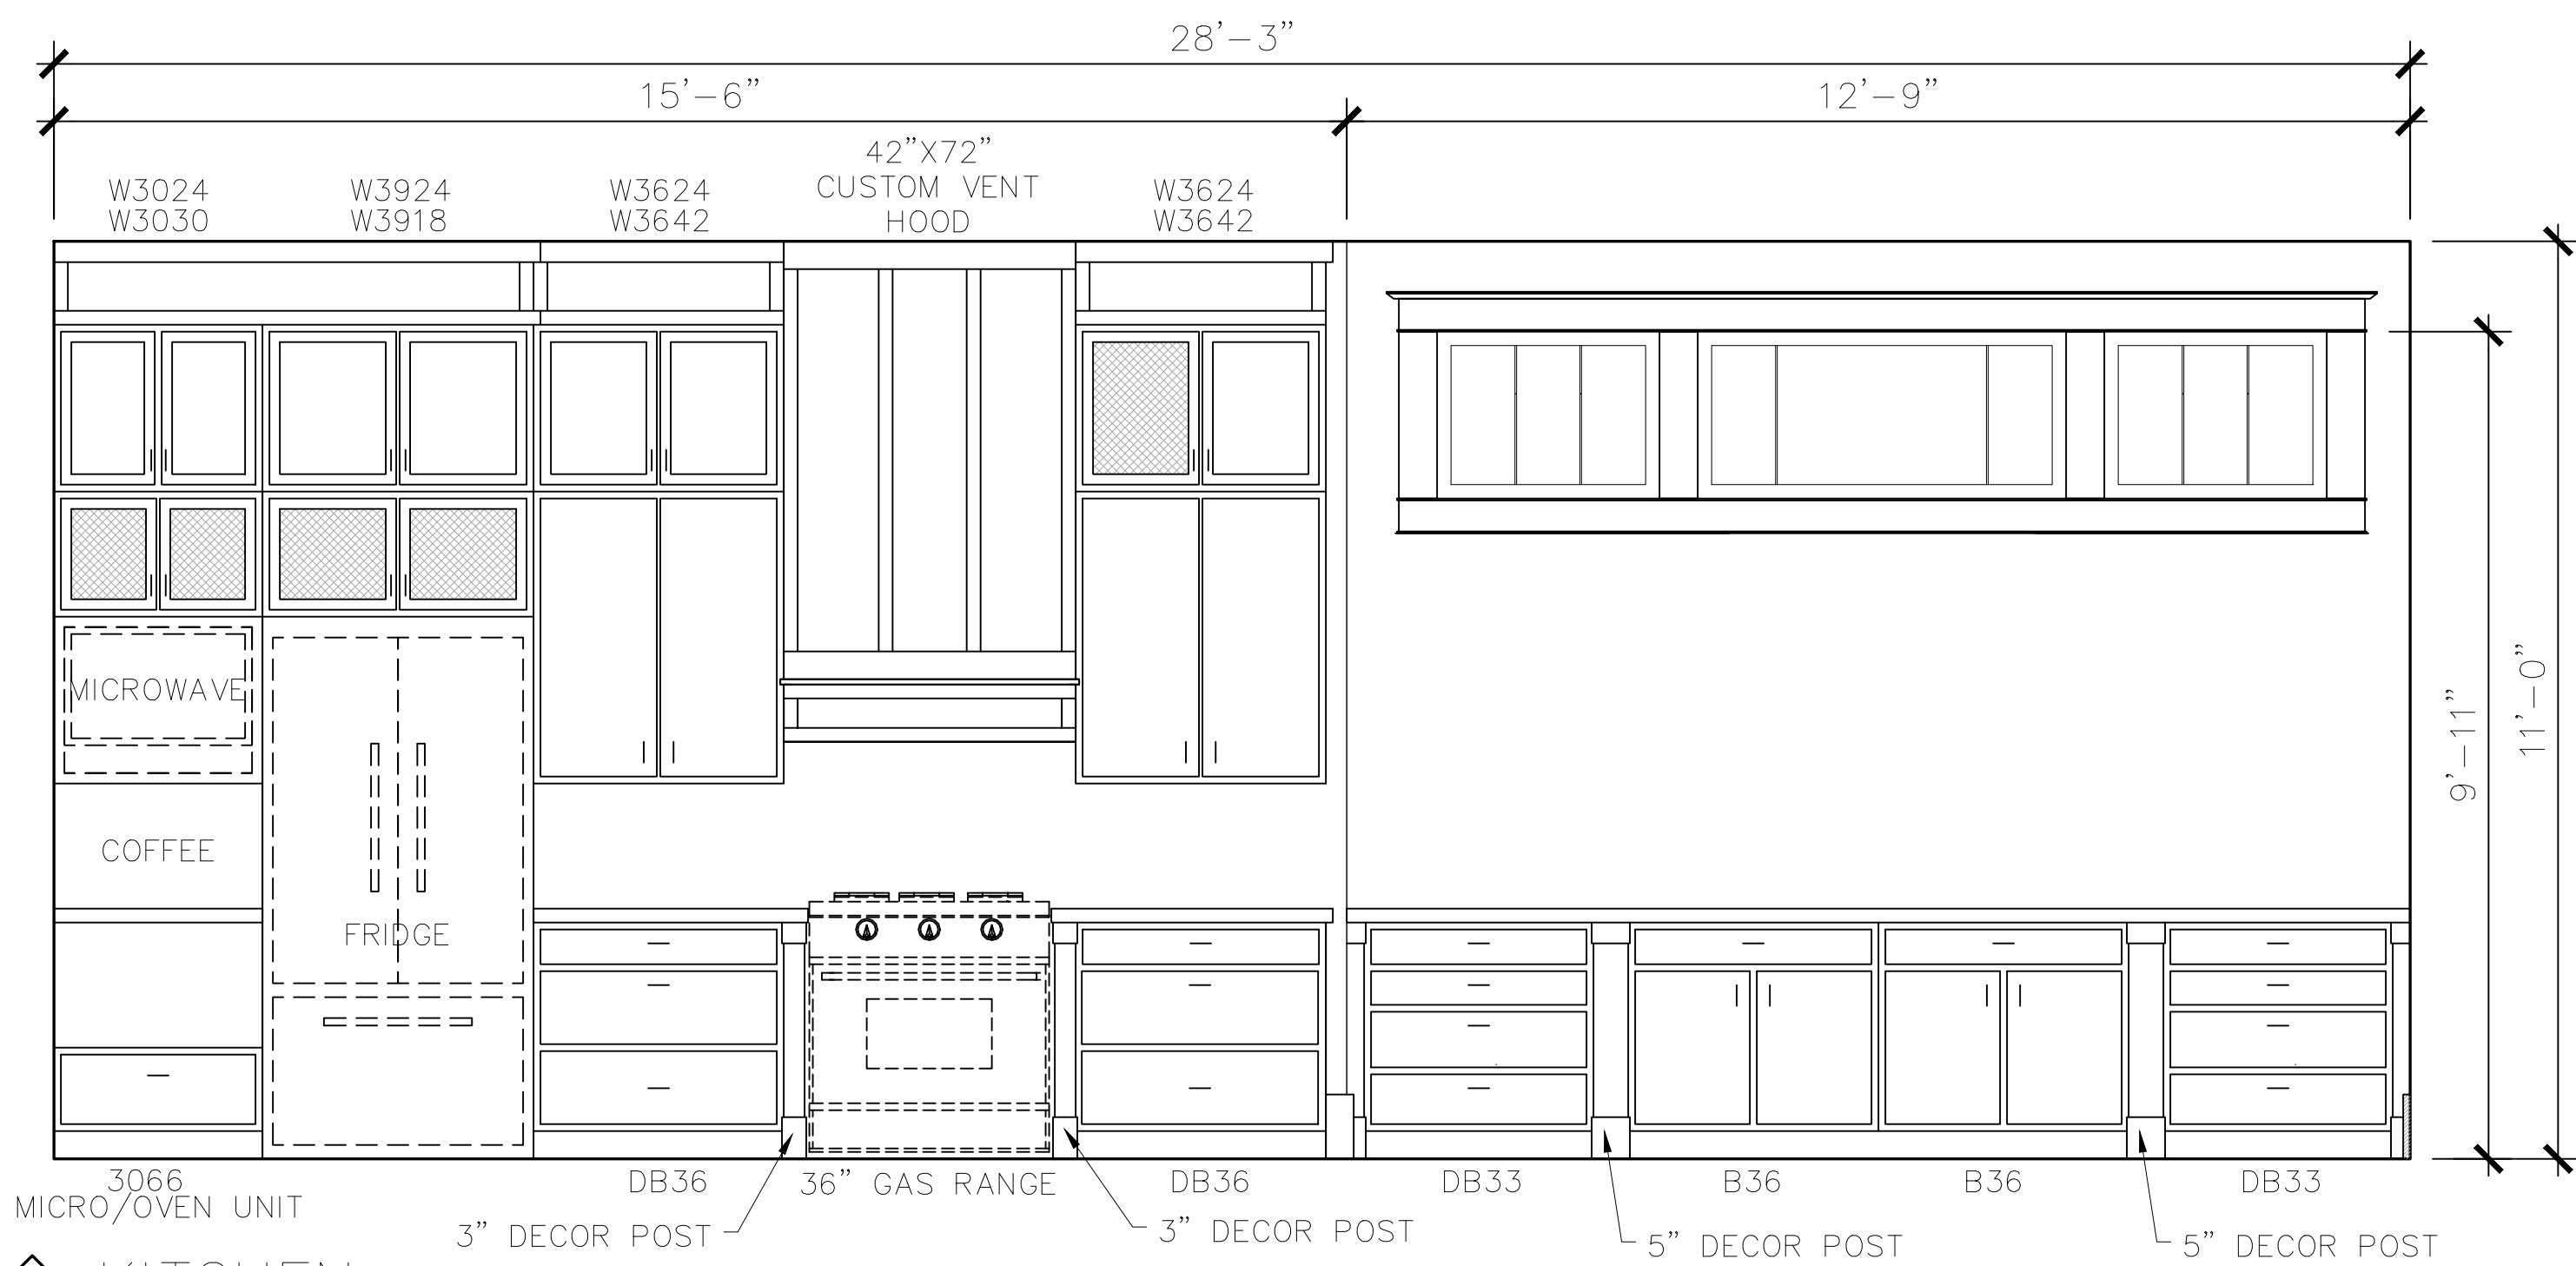 28'-3"
15'-6"
12'-9"
42"X72"
CUSTOM VENT
HOOD
W3024
W3030
W3924
W3918
W3624
W3642
W3624
W3642
MICROWAVE
COFFEE
FRIDGE
9'-11"
11'-0"
3066
MICRO/OVEN UNIT
DB36
36" GAS RANGE
DB36
DB33
B36
B36
DB33
3" DECOR POST
3" DECOR POST
5" DECOR POST
5" DECOR POST
KITCHEN